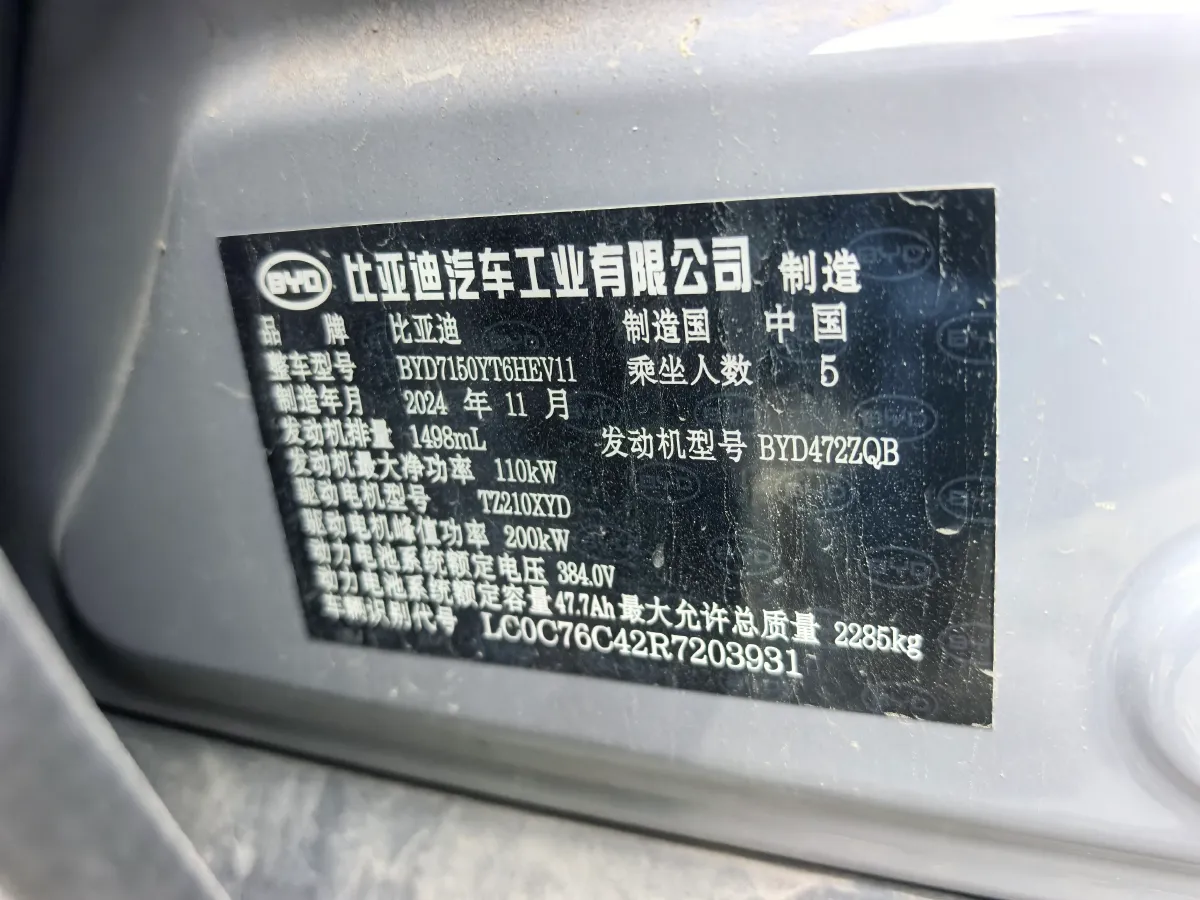 BYD 比亚迪汽车工业有限公司 制造
品 牌 比亚迪 制造国 中国
整车型号 BYD7150YT6HEV11 乘坐人数 5
制造年月 2024 年 11 月
发动机排量 1498mL 发动机型号 BYD472ZQB
发动机最大净功率 110kW
驱动电机型号 TZ210XYD
驱动电机峰值功率 200kW
动力电池系统额定电压 384.0V
动力电池系统额定容量 47.7Ah 最大允许总质量 2285kg
车辆识别代号 LC0C76C42R7203931